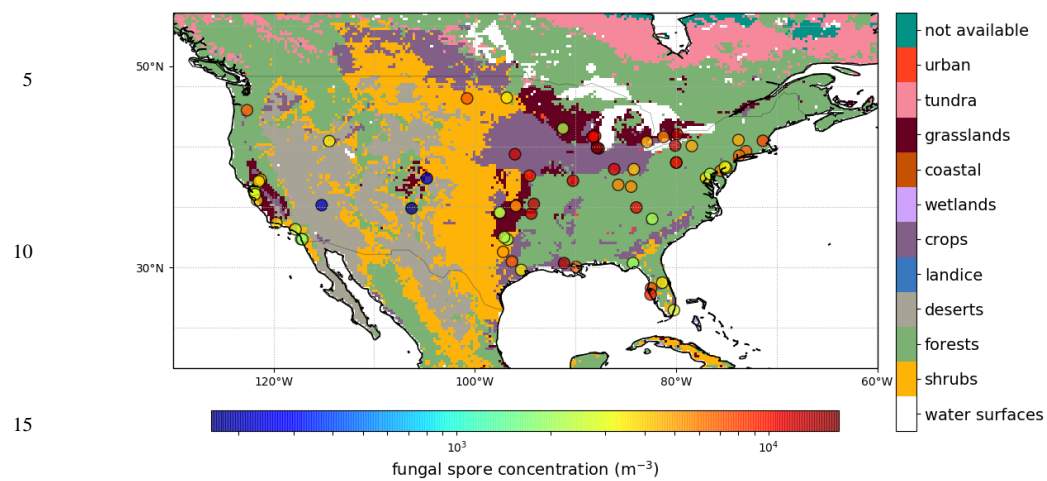 not available
5
50°N
urban
tundra
grasslands
coastal
wetlands
crops
10
30°N
landice
deserts
forests
shrubs
120°W
100°W
80°W
60°W
water surfaces
15
10³
10⁴
fungal spore concentration (m⁻³)